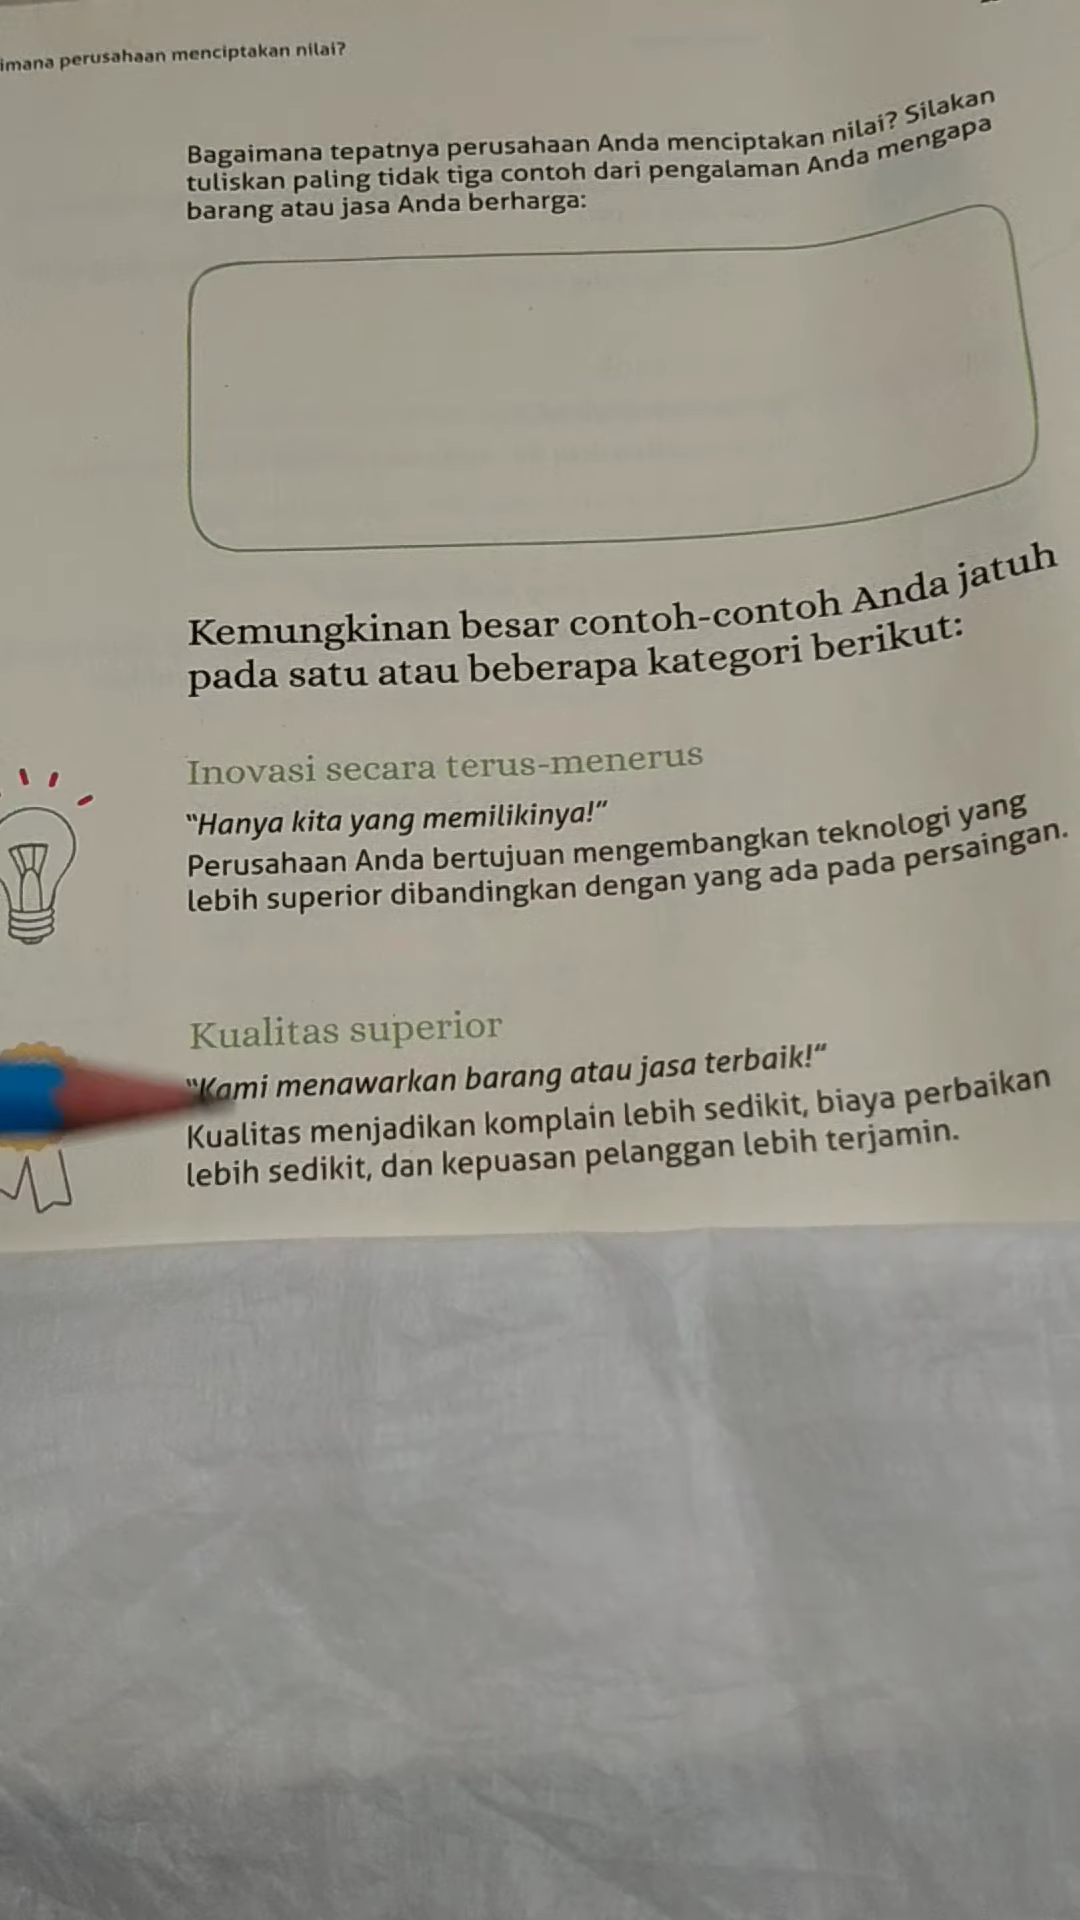 perusahaan menciptakan nilai?
Bagaimana tepatnya perusahaan Anda menciptakan nilai? Silakan
tuliskan paling tidak tiga contoh dari pengalaman Anda mengapa
barang atau jasa Anda berharga:
Kemungkinan besar contoh-contoh Anda jatuh
pada satu atau beberapa kategori berikut:
Inovasi secara terus-menerus
“Hanya kita yang memilikinya!”
Perusahaan Anda bertujuan mengembangkan teknologi yang
lebih superior dibandingkan dengan yang ada pada persaingan.
Kualitas superior
“Kami menawarkan barang atau jasa terbaik!“
Kualitas menjadikan komplain lebih sedikit, biaya perbaikan
lebih sedikit, dan kepuasan pelanggan lebih terjamin.